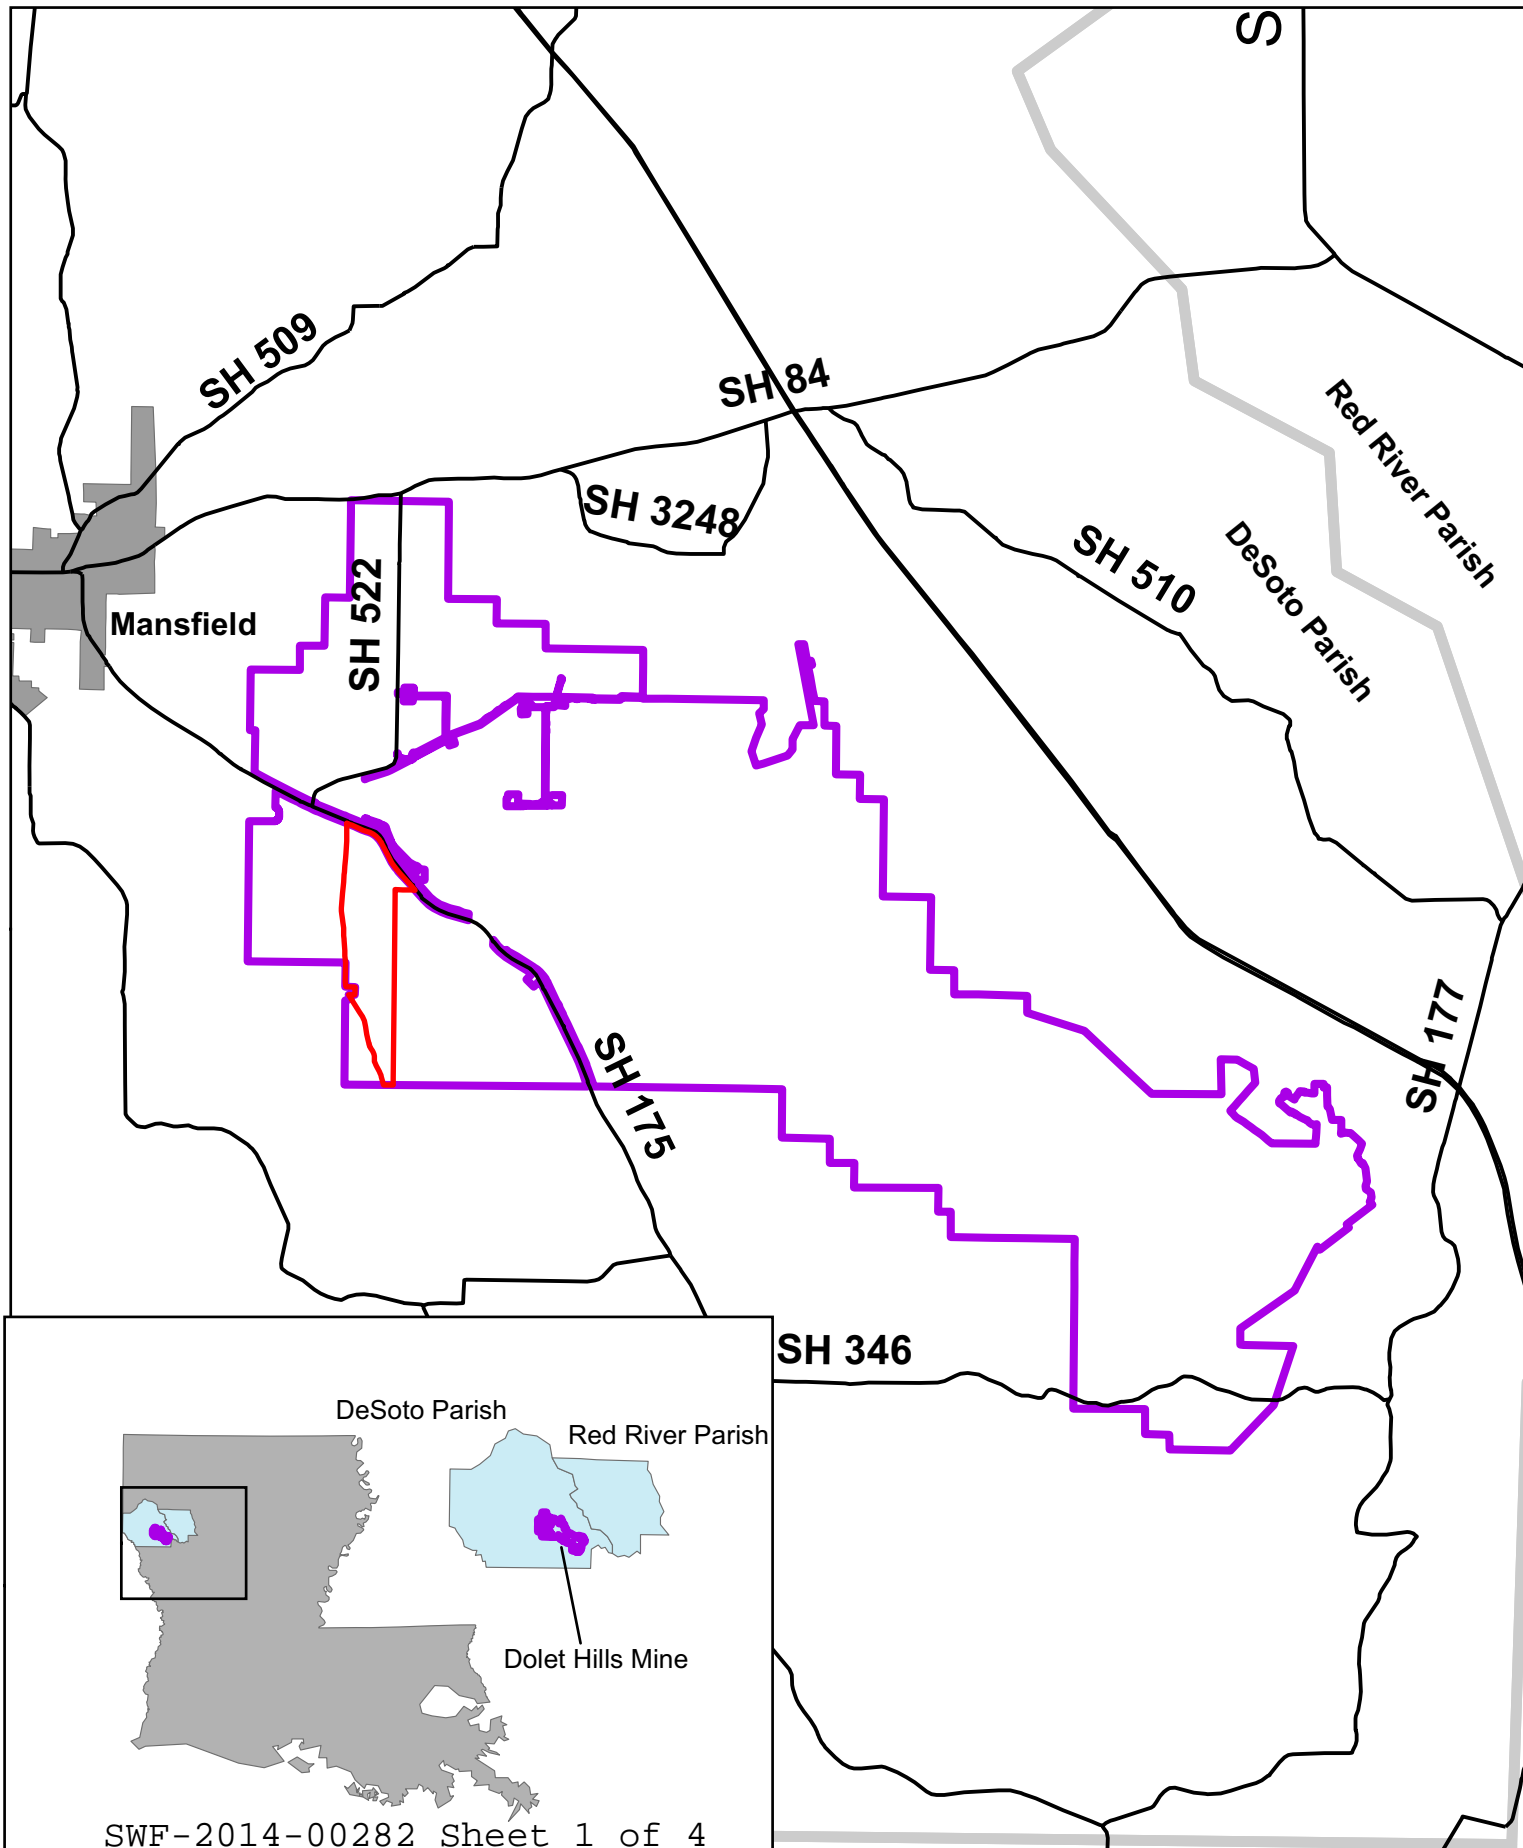 S
SH 509
SH 84
Red River Parish
SH 3248
SH 510
DeSoto Parish
SH 522
Mansfield
SH 177
SH 175
SH 346
DeSoto Parish
Red River Parish
Dolet Hills Mine
SWF-2014-00282 Sheet 1 of 4